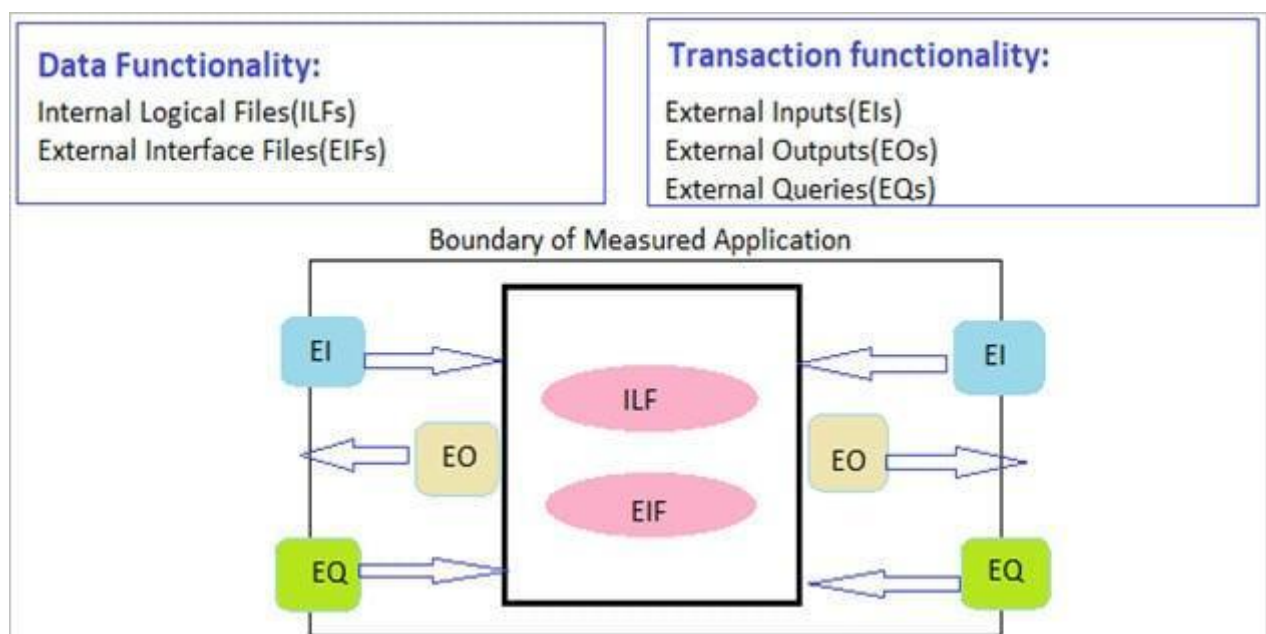 Data Functionality:
Internal Logical Files(ILFs)
External Interface Files(EIFs)
Transaction functionality:
External Inputs(EIs)
External Outputs(EOs)
External Queries(EQs)
Boundary of Measured Application
EI
EI
ILF
EO
EO
EIF
EQ
EQ